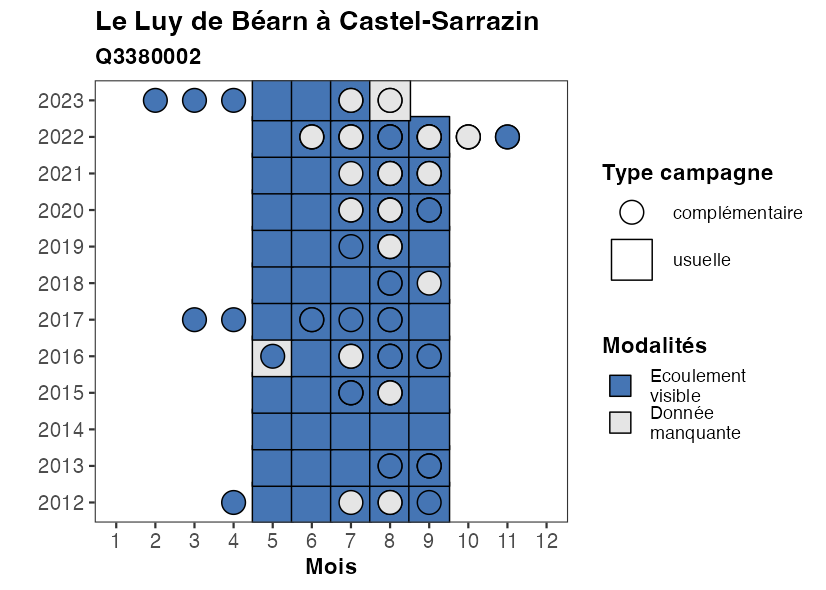 Le Luy de Béarn à Castel-Sarrazin
Q3380002
2023
2022
2021
2020
2019
2018
2017
2016
2015
2014
2013
2012
1 2 3 4 5 6 7 8 9 10 11 12
Mois
Type campagne
complémentaire
usuelle
Modalités
Ecoulement
visible
Donnée
manquante